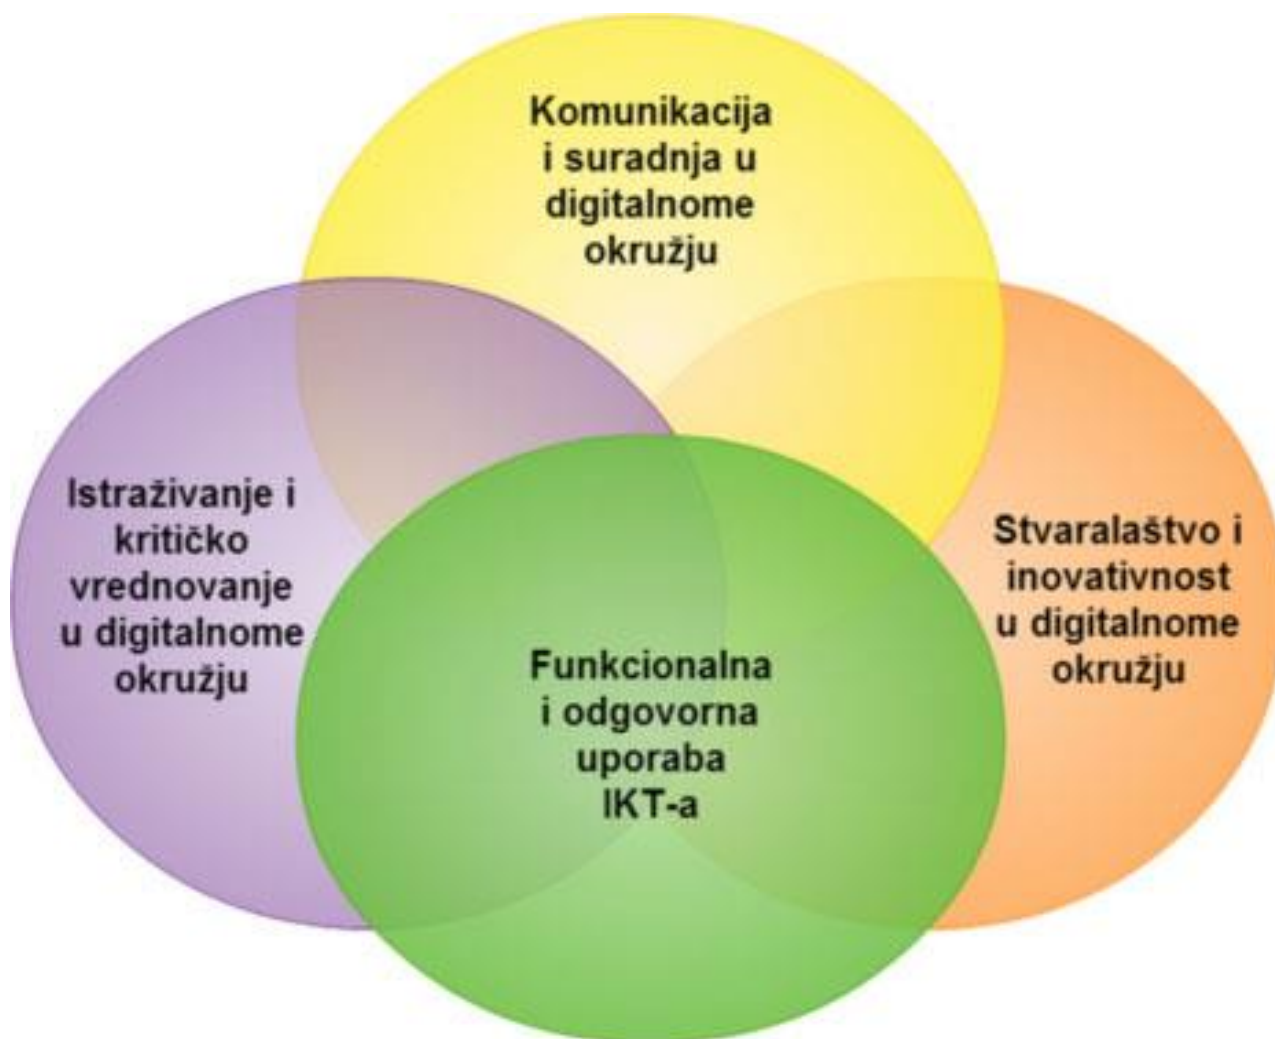 Komunikacija
i suradnja u
digitalnome
okružju
Istraživanje i
kritičko
vrednovanje
u digitalnome
okružju
Stvaralaštvo i
inovativnost
u digitalnome
okružju
Funkcionalna
i odgovorna
uporaba
IKT-a